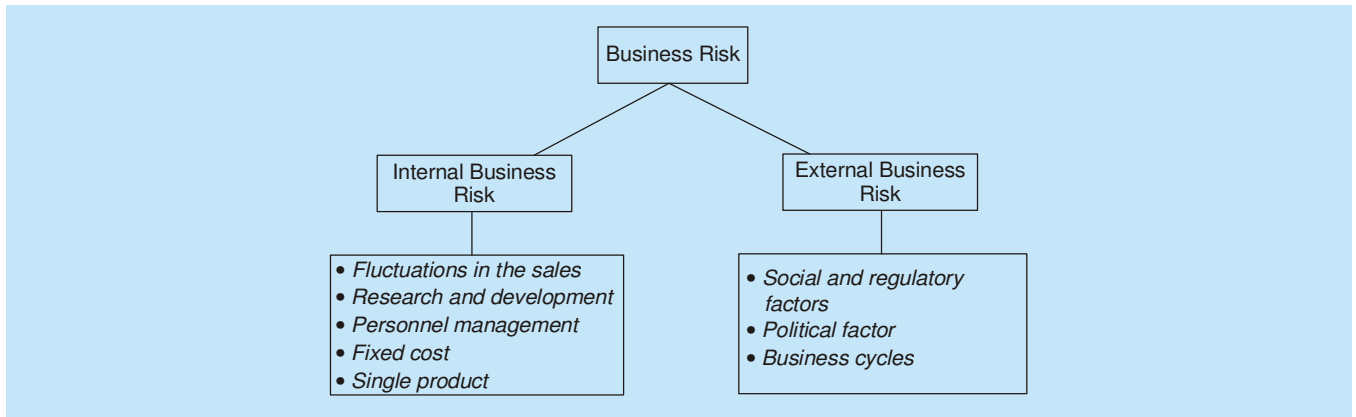 Business Risk
Internal Business
Risk
External Business
Risk
• Fluctuations in the sales
• Research and development
• Personnel management
• Fixed cost
• Single product
• Social and regulatory
factors
• Political factor
• Business cycles